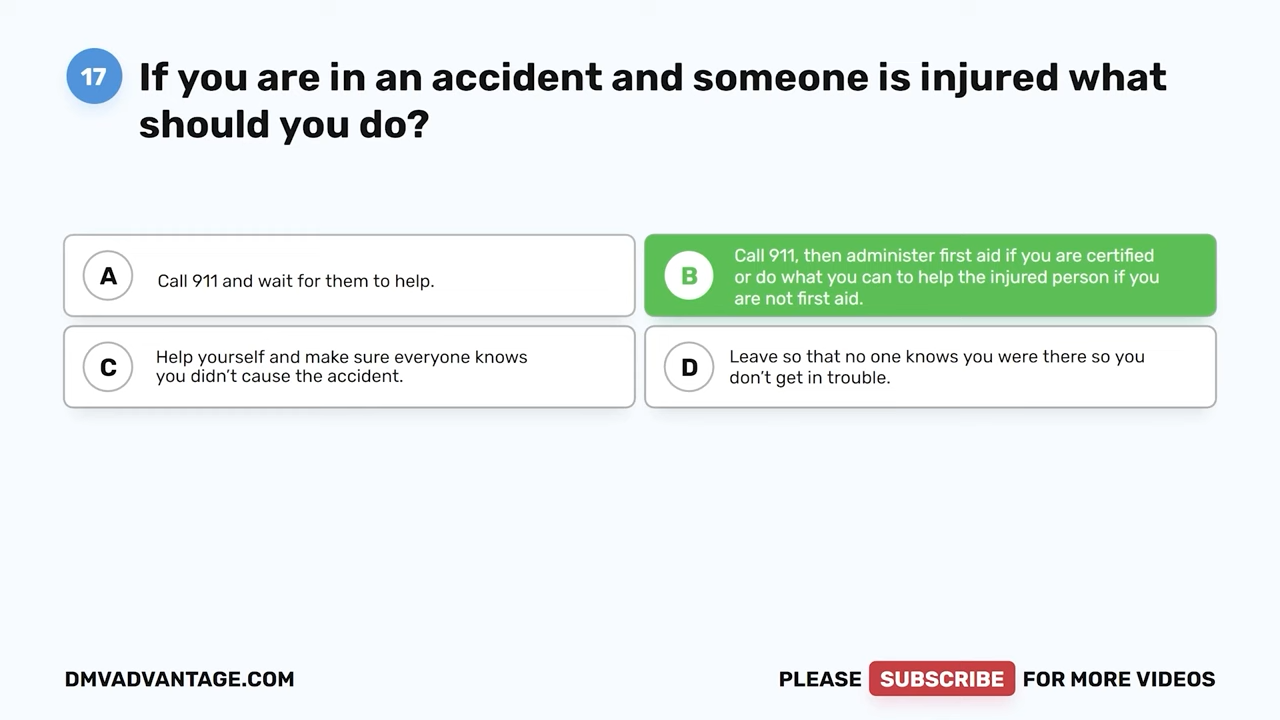 17
If you are in an accident and someone is injured what
should you do?
A
Call 911 and wait for them to help.
B
Call 911, then administer first aid if you are certified
or do what you can to help the injured person if you
are not first aid.
C
Help yourself and make sure everyone knows
you didn't cause the accident.
D
Leave so that no one knows you were there so you
don't get in trouble.
DMVADVANTAGE.COM
PLEASE SUBSCRIBE FOR MORE VIDEOS